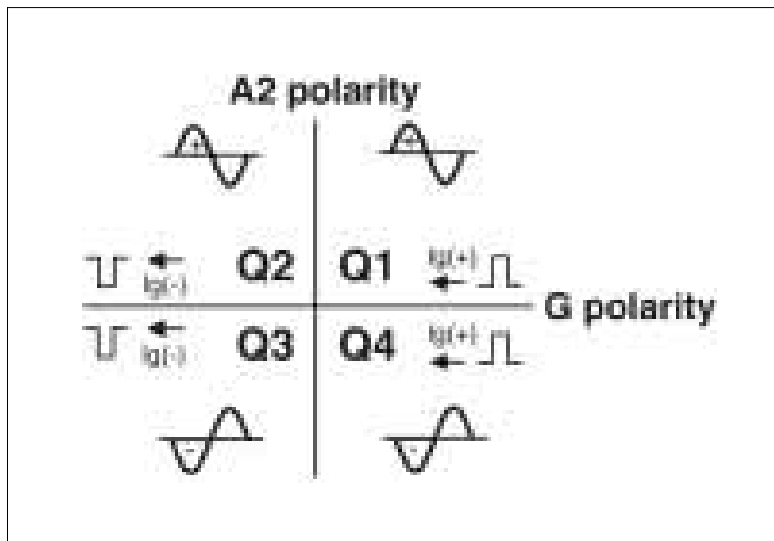 A2 polarity
+ +
Q2 Q1 Ig(+)
Ig(-)
G polarity
Q3 Q4 Ig(+)
Ig(-)
- -